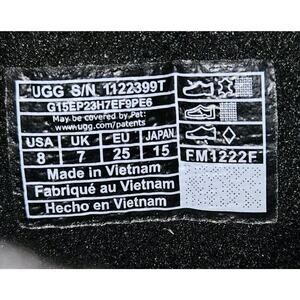 UGG S/N 1122399T
G15EP23H7EF9PE6
May be covered by Pat:
www.ugg.com/patents
USA UK EU JAPAN
8 7 25 15
FM1222F
Made in Vietnam
Fabriqué au Vietnam
Hecho en Vietnam